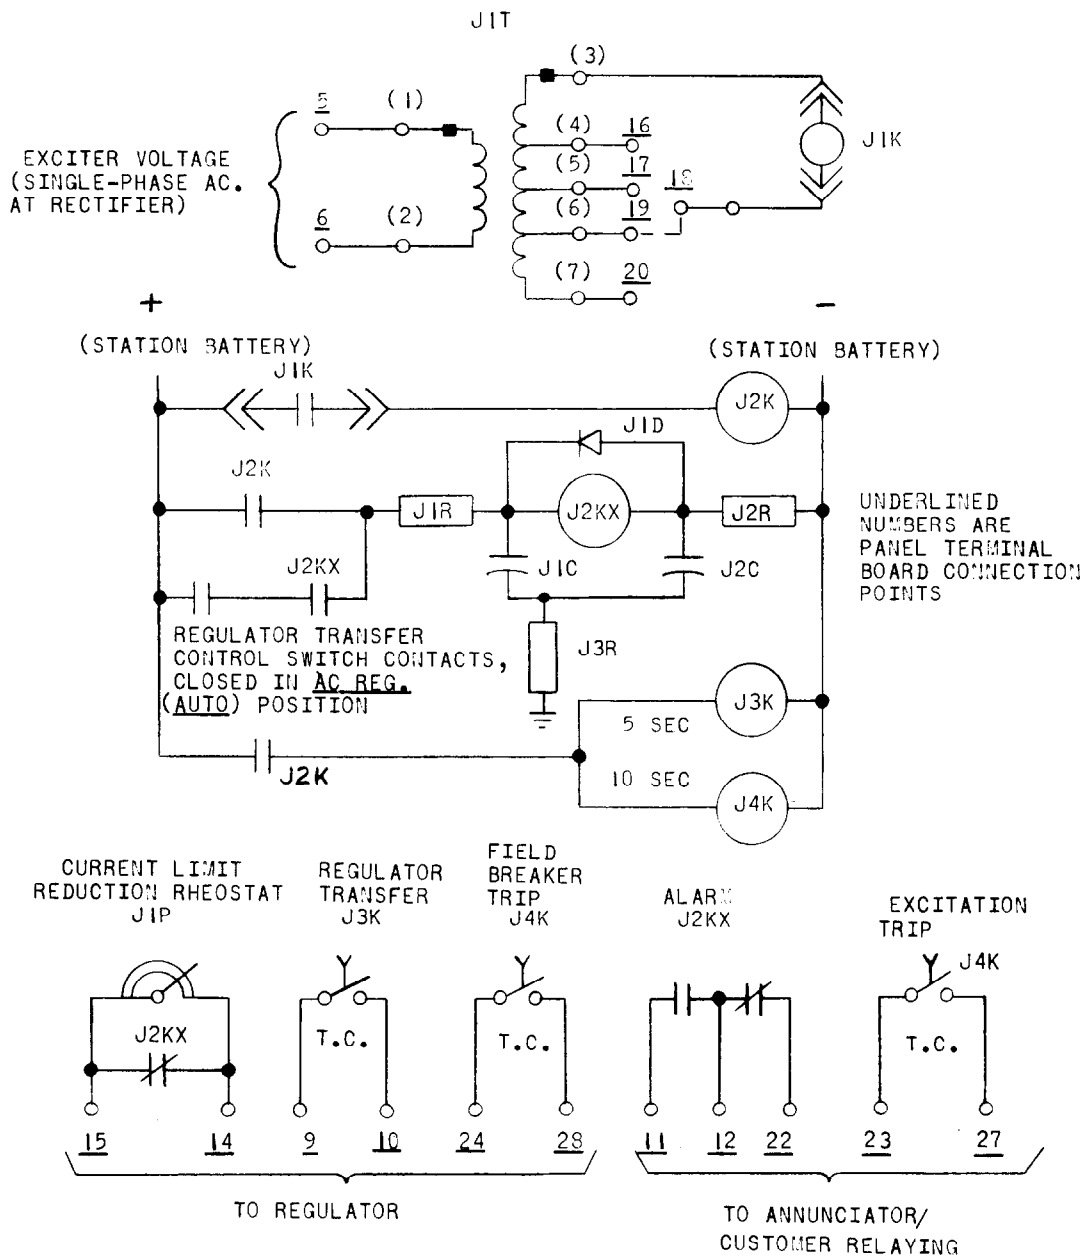 J1T
(3)
5
(1)
(4)
16
J1K
EXCITER VOLTAGE
(SINGLE-PHASE AC.
AT RECTIFIER)
(5)
17
18
(6)
19
6
(2)
(7)
20
+
-
(STATION BATTERY)
(STATION BATTERY)
J1K
J2K
J1D
J2K
J1R
J2KX
J2R
UNDERLINED
NUMBERS ARE
PANEL TERMINAL
BOARD CONNECTION
POINTS
J2KX
J1C
J2C
REGULATOR TRANSFER
CONTROL SWITCH CONTACTS,
CLOSED IN AC REG.
(AUTO) POSITION
J3R
J3K
5 SEC
J2K
10 SEC
J4K
CURRENT LIMIT
REDUCTION RHEOSTAT
J1P
REGULATOR
TRANSFER
J3K
FIELD
BREAKER
TRIP
J4K
ALARM
J2KX
EXCITATION
TRIP
J4K
J2KX
T.C.
T.C.
T.C.
15
14
9
10
24
28
11
12
22
23
27
TO REGULATOR
TO ANNUNCIATOR/
CUSTOMER RELAYING